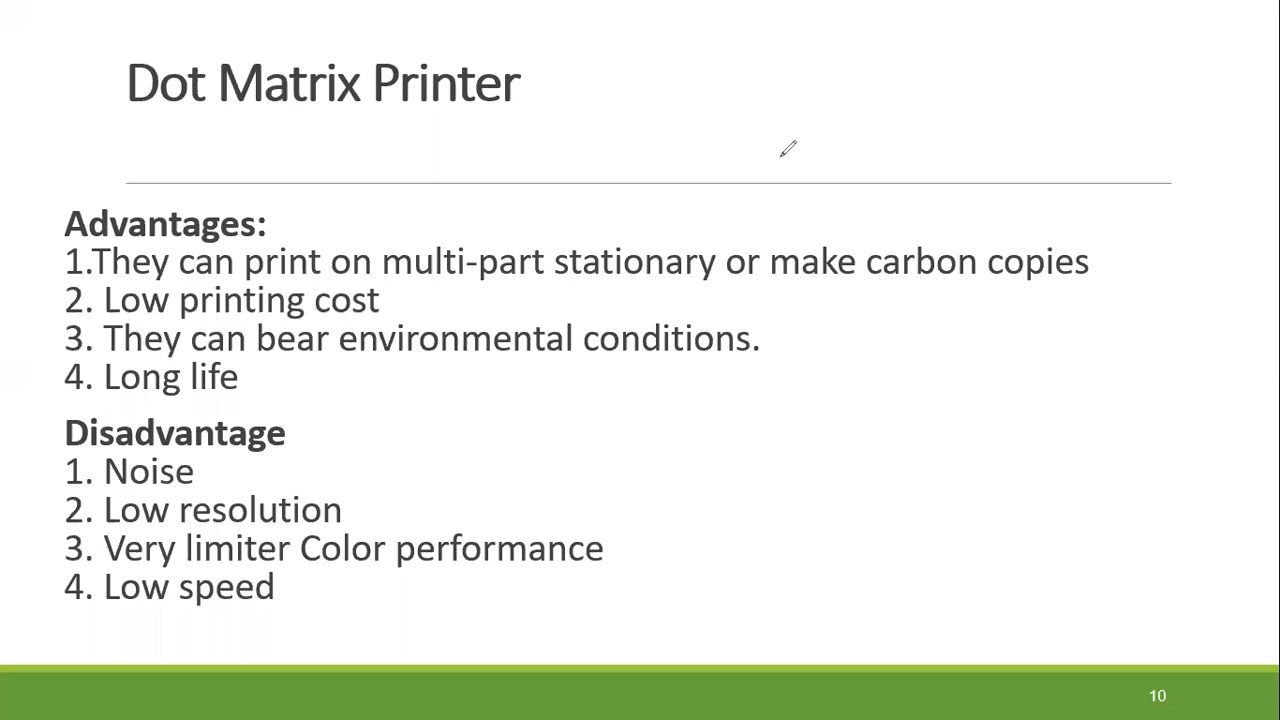 Dot Matrix Printer
Advantages:
1.They can print on multi-part stationary or make carbon copies
2. Low printing cost
3. They can bear environmental conditions.
4. Long life
Disadvantage
1. Noise
2. Low resolution
3. Very limiter Color performance
4. Low speed
10